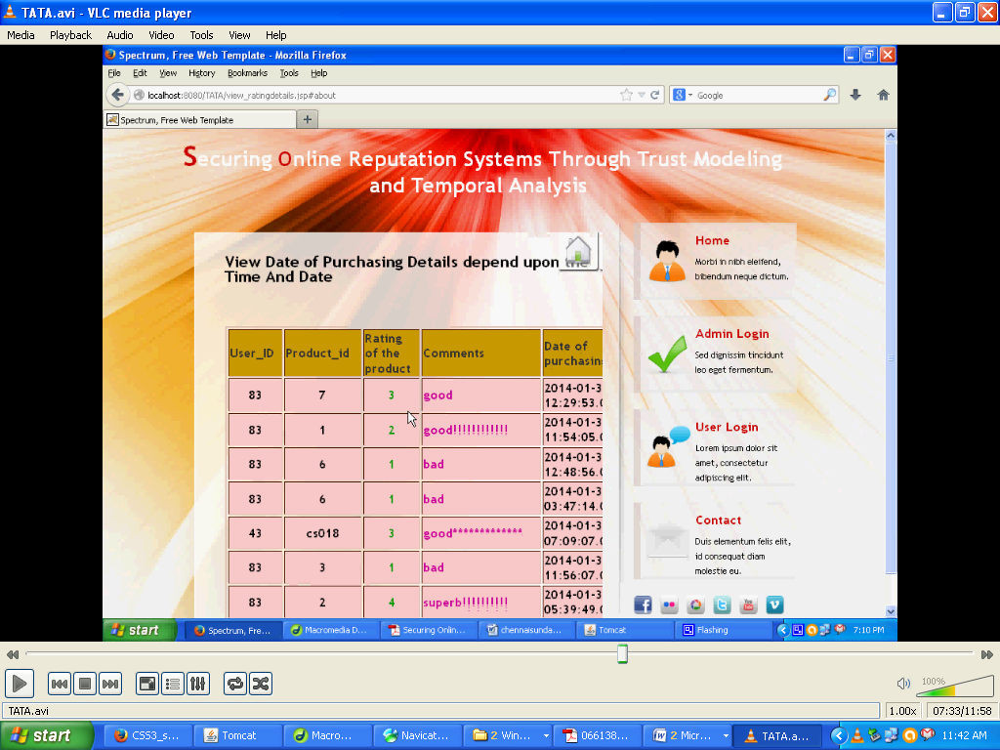 TATA.avi - VLC media player
Media Playback Audio Video Tools View Help
Spectrum, Free Web Template - Mozilla Firefox
File Edit View History Bookmarks Tools Help
localhost:8080/TATA/view_ratingdetails.jsp#about
Google
Spectrum, Free Web Template
Securing Online Reputation Systems Through Trust Modeling
and Temporal Analysis
View Date of Purchasing Details depend upon the
Time And Date
User_ID Product_id Rating of the product Comments Date of purchasin
83 7 3 good 2014-01-3 12:29:53.0
83 1 2 good!!!!!!!!!!!! 2014-01-3 11:54:05.0
83 6 1 bad 2014-01-3 12:48:56.0
83 6 1 bad 2014-01-3 03:47:14.0
43 cs018 3 good************* 2014-01-3 07:09:07.0
83 3 1 bad 2014-01-3 11:56:07.0
83 2 4 superb!!!!!!!!!! 2014-01-3 05:39:49.0
Home
Morbi in nibh eleifend,
bibendum neque dictum.
Admin Login
Sed dignissim tincidunt
leo eget fermentum.
User Login
Lorem ipsum dolor sit
amet, consectetur
adipiscing elit.
Contact
Duis elementum felis elit,
id consequat diam
molestie eu.
start Spectrum, Fre... Macromedia D... Securing Onlin... chennaisunda... Tomcat Flashing 7:10 PM
100%
TATA.avi 1.00x 07:33/11:58
start CSS3_s... Tomcat Macro... Navicat... 2 Win... 066138... 2 Micr... TATA.a... 11:42 AM